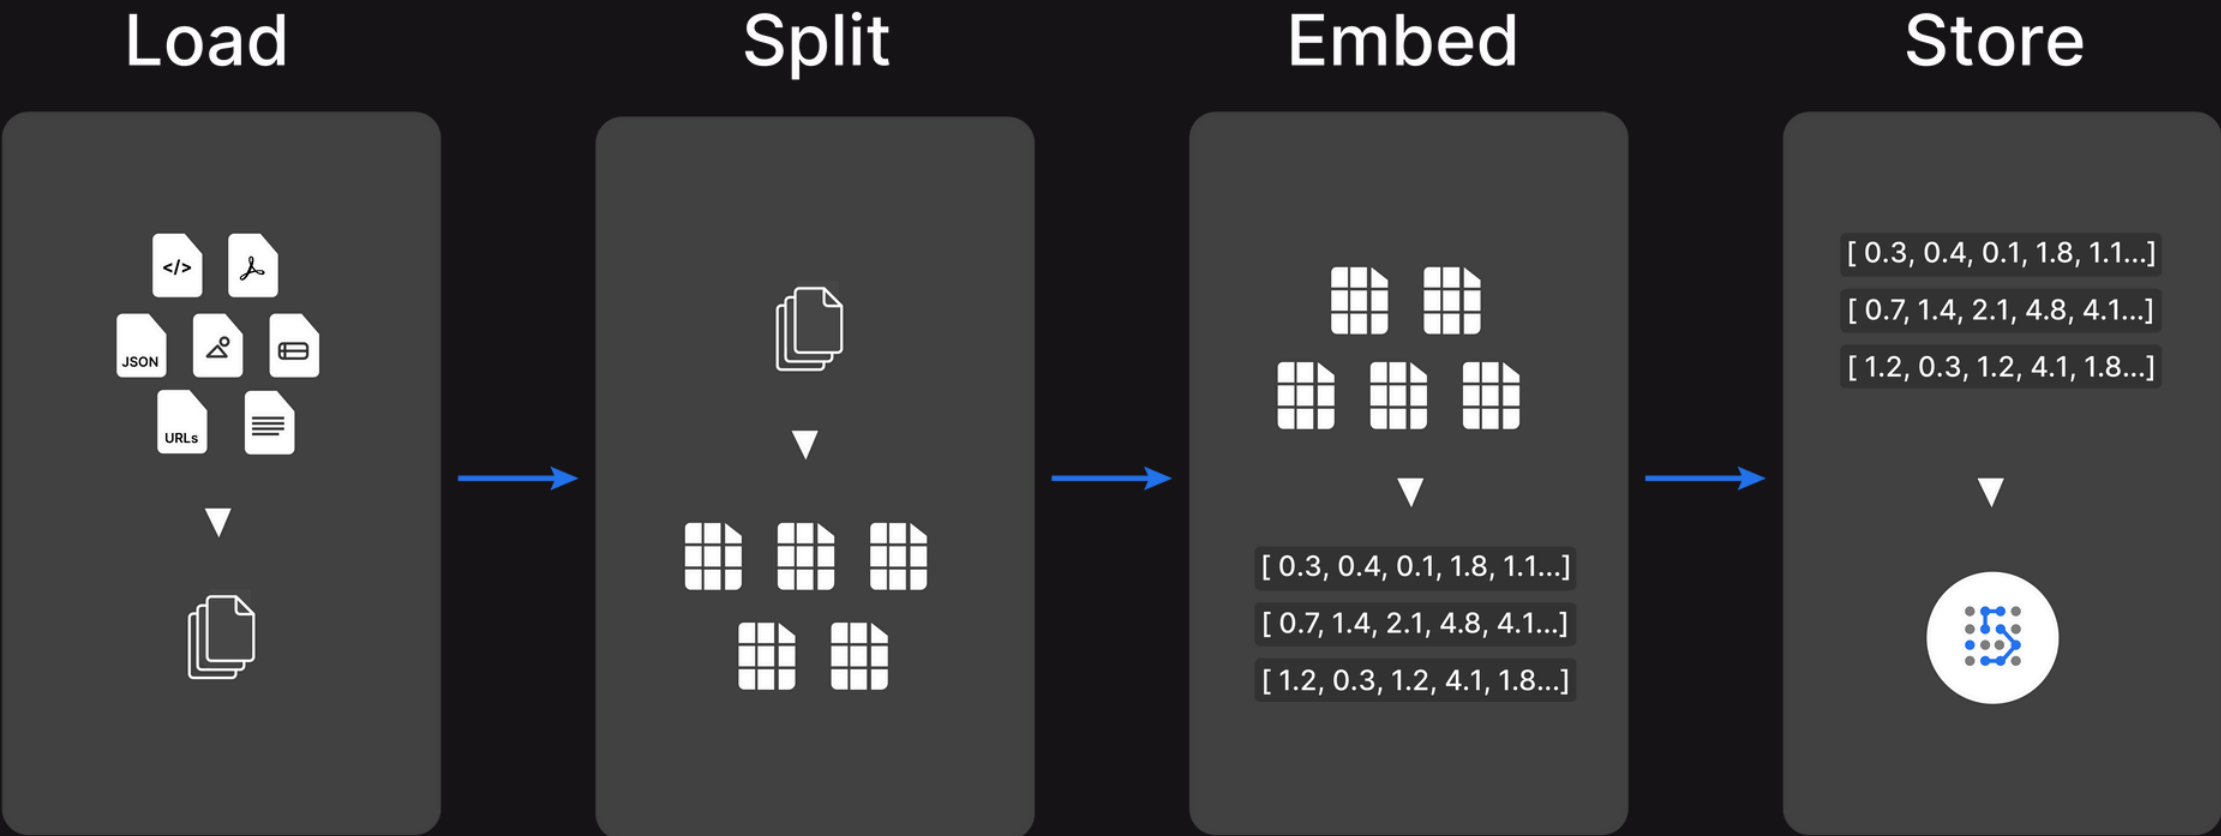 Load
Split
Embed
Store
</>
JSON
URLs
[ 0.3, 0.4, 0.1, 1.8, 1.1...]
[ 0.7, 1.4, 2.1, 4.8, 4.1...]
[ 1.2, 0.3, 1.2, 4.1, 1.8...]
[ 0.3, 0.4, 0.1, 1.8, 1.1...]
[ 0.7, 1.4, 2.1, 4.8, 4.1...]
[ 1.2, 0.3, 1.2, 4.1, 1.8...]